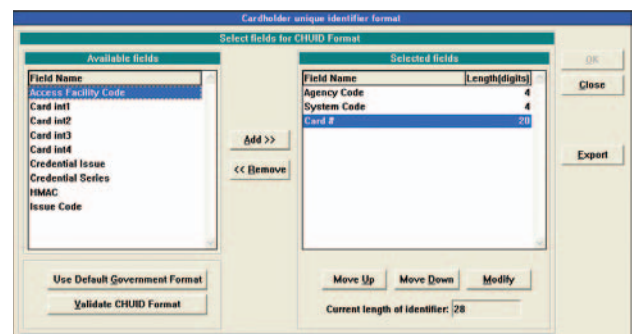 Cardholder unique identifier format
Select fields for CHUID Format
Available fields
Field Name
Access Facility Code
Card int1
Card int2
Card int3
Card int4
Credential Issue
Credential Series
HMAC
Issue Code
Add >>
<< Remove
Selected fields
Field Name Length(digits)
Agency Code 4
System Code 4
Card # 20
OK
Close
Export
Use Default Government Format
Validate CHUID Format
Move Up Move Down Modify
Current length of identifier: 28